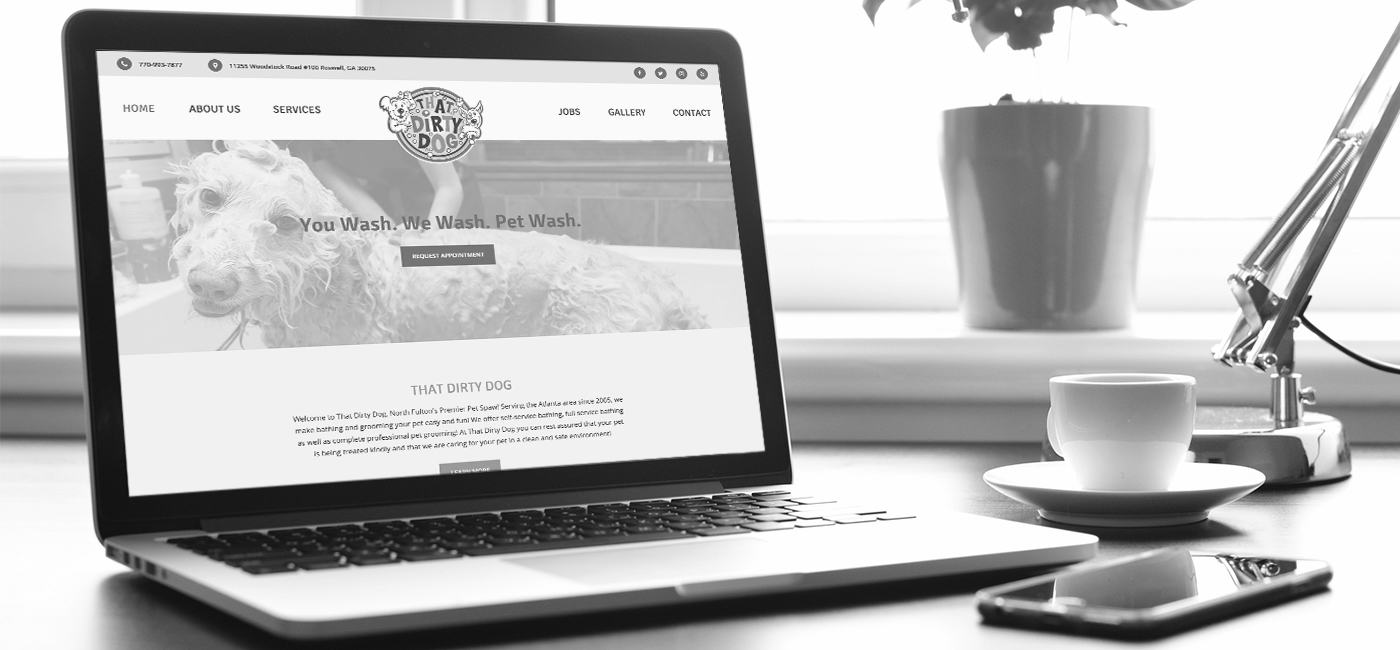 770-993-7877
11255 Woodstock Road #100 Roswell, GA 30075
HOME ABOUT US SERVICES
THAT
DIRTY
DOG
JOBS GALLERY CONTACT
You Wash. We Wash. Pet Wash.
REQUEST APPOINTMENT
THAT DIRTY DOG
Welcome to That Dirty Dog, North Fulton's Premier Pet Spaw! Serving the Atlanta area since 2005, we
make bathing and grooming your pet easy and fun! We offer self-service bathing, full service bathing
as well as complete professional pet grooming! At That Dirty Dog you can rest assured that your pet
is being treated kindly and that we are caring for your pet in a clean and safe environment!
LEARN MORE